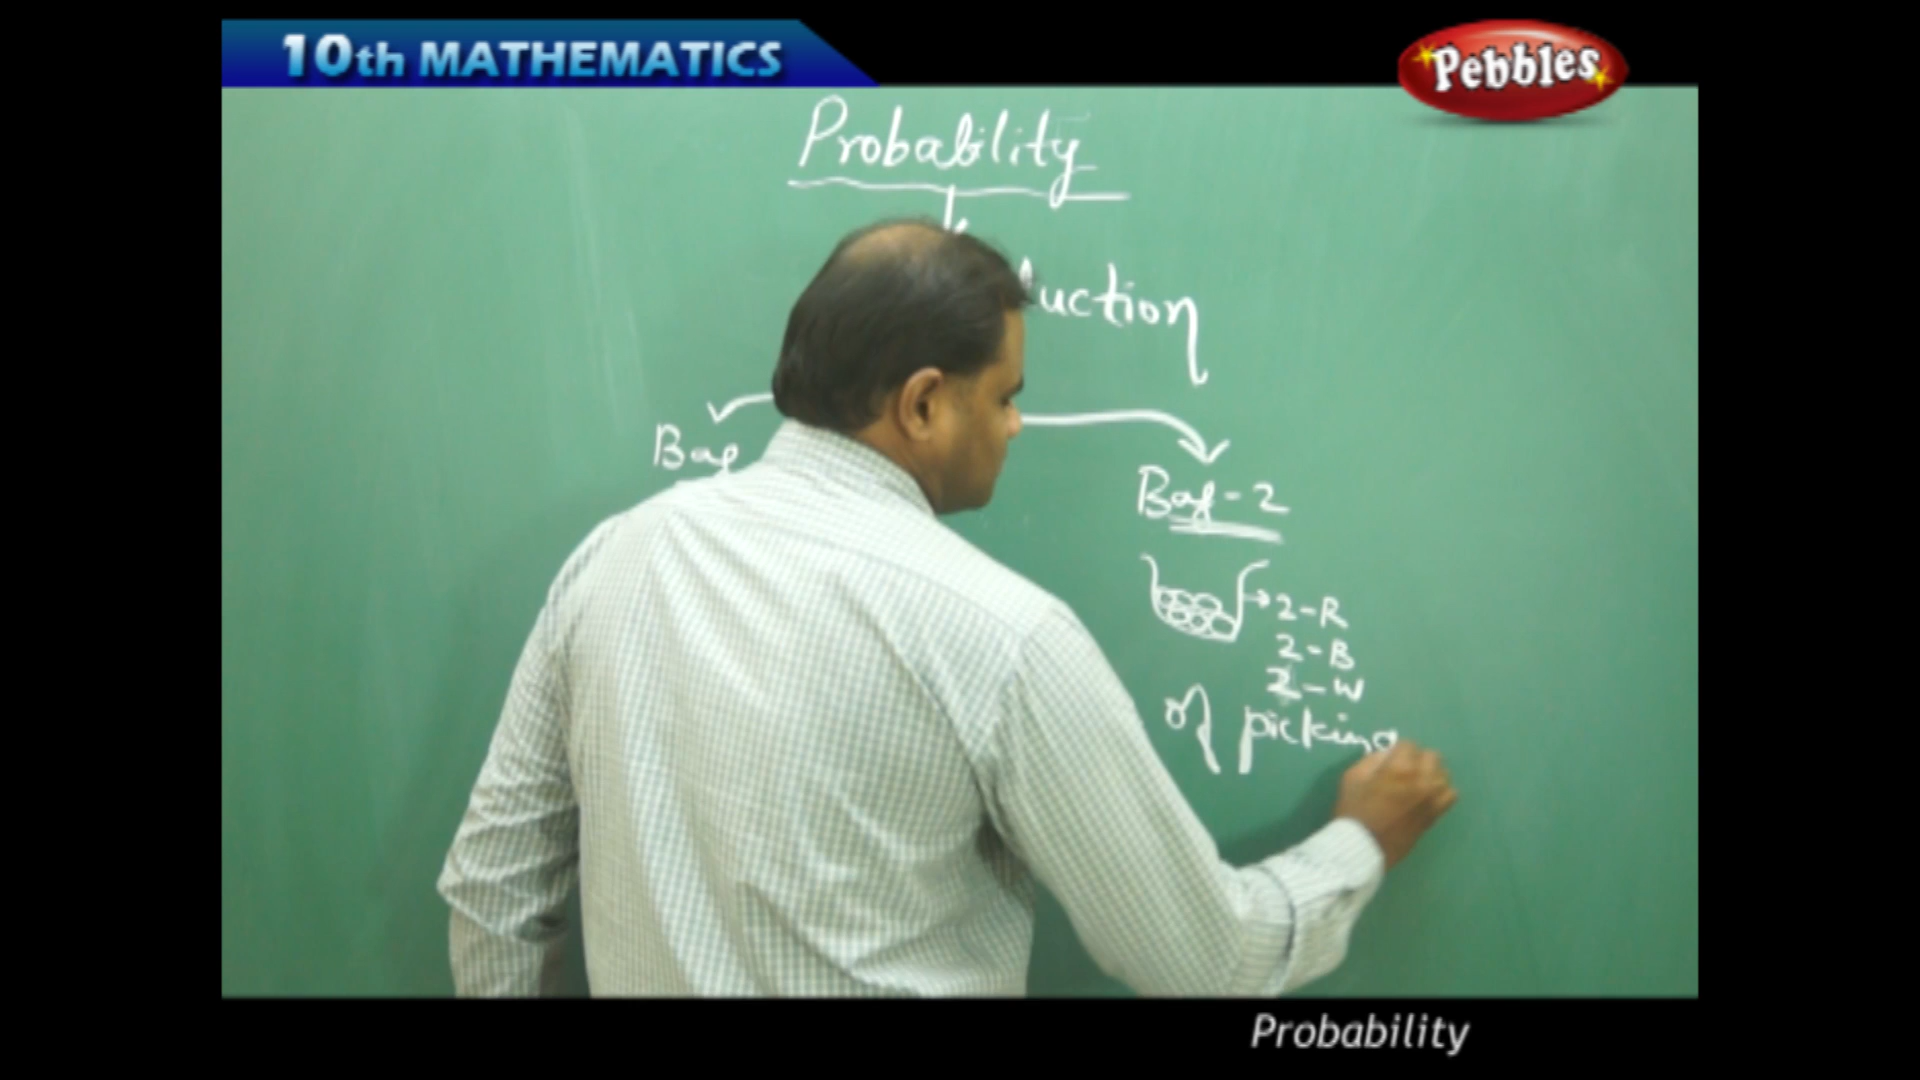 10th MATHEMATICS
Pebbles
Probability
uction
Bag
Bag-2
2-R
2-B
2-W
of picking
Probability